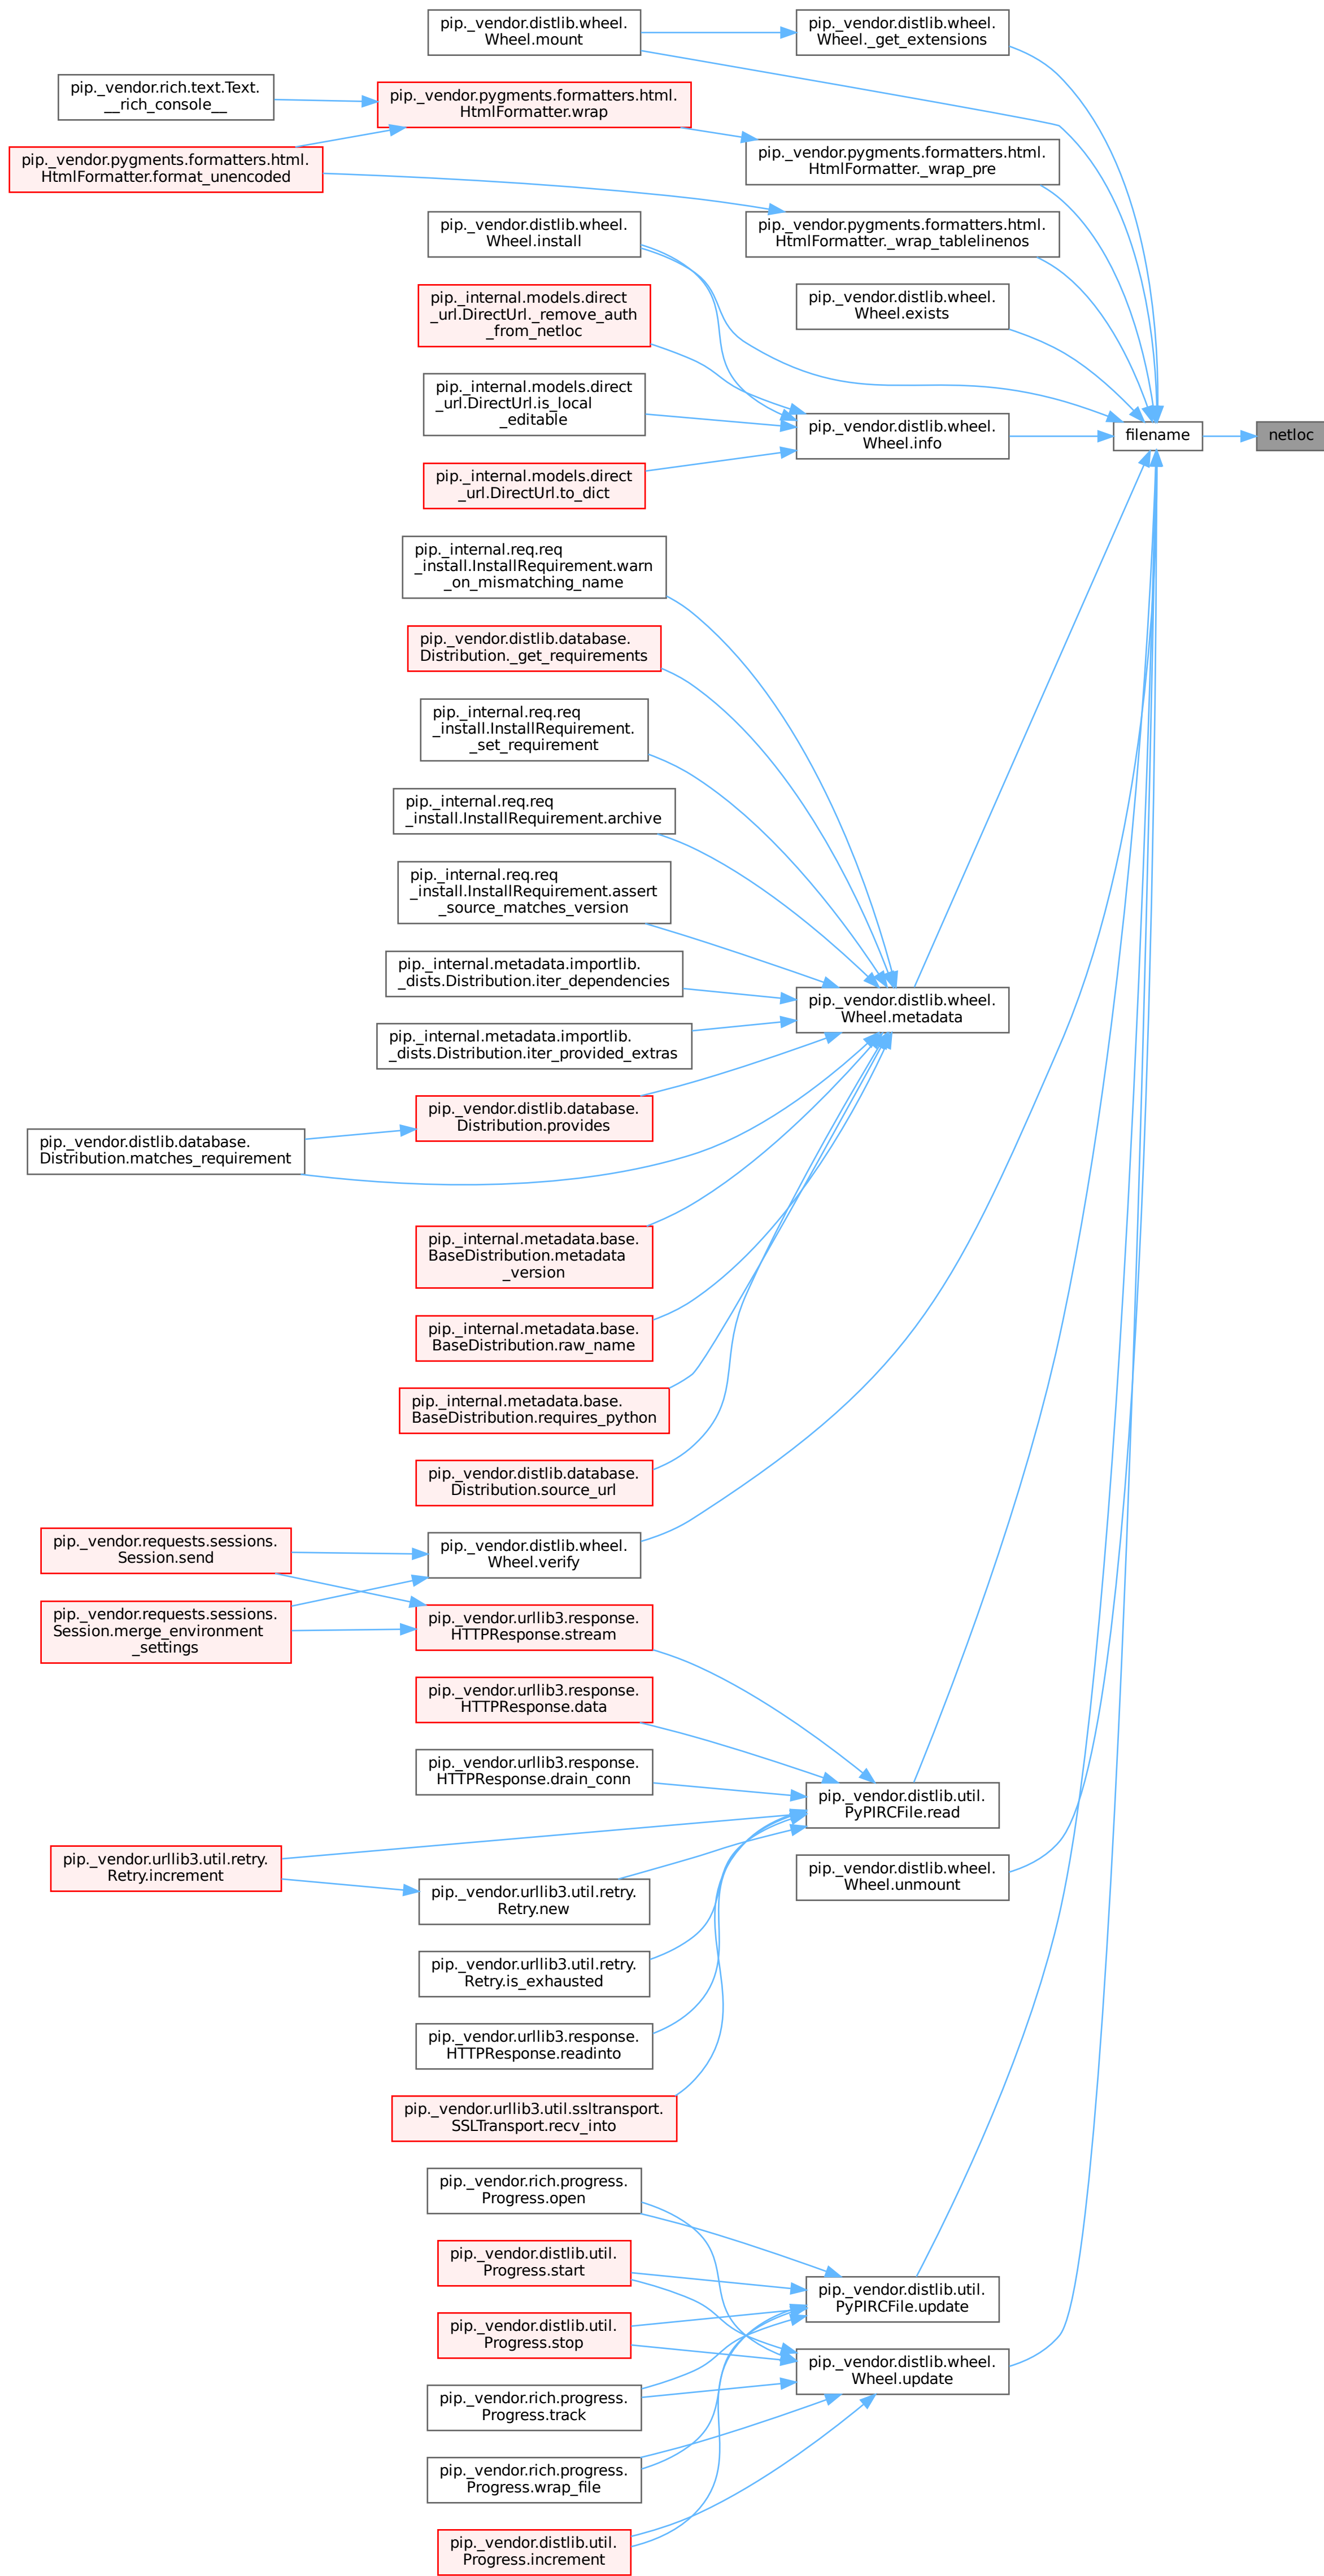 pip._vendor.distlib.wheel.
Wheel.mount
pip._vendor.distlib.wheel.
Wheel._get_extensions
pip._vendor.rich.text.Text.
__rich_console__
pip._vendor.pygments.formatters.html.
HtmlFormatter.wrap
pip._vendor.pygments.formatters.html.
HtmlFormatter.format_unencoded
pip._vendor.pygments.formatters.html.
HtmlFormatter._wrap_pre
pip._vendor.distlib.wheel.
Wheel.install
pip._vendor.pygments.formatters.html.
HtmlFormatter._wrap_tablelinenos
pip._internal.models.direct
_url.DirectUrl._remove_auth
_from_netloc
pip._vendor.distlib.wheel.
Wheel.exists
pip._internal.models.direct
_url.DirectUrl.is_local
_editable
pip._vendor.distlib.wheel.
Wheel.info
filename
netloc
pip._internal.models.direct
_url.DirectUrl.to_dict
pip._internal.req.req
_install.InstallRequirement.warn
_on_mismatching_name
pip._vendor.distlib.database.
Distribution._get_requirements
pip._internal.req.req
_install.InstallRequirement.
_set_requirement
pip._internal.req.req
_install.InstallRequirement.archive
pip._internal.req.req
_install.InstallRequirement.assert
_source_matches_version
pip._internal.metadata.importlib.
_dists.Distribution.iter_dependencies
pip._vendor.distlib.wheel.
Wheel.metadata
pip._internal.metadata.importlib.
_dists.Distribution.iter_provided_extras
pip._vendor.distlib.database.
Distribution.provides
pip._vendor.distlib.database.
Distribution.matches_requirement
pip._internal.metadata.base.
BaseDistribution.metadata
_version
pip._internal.metadata.base.
BaseDistribution.raw_name
pip._internal.metadata.base.
BaseDistribution.requires_python
pip._vendor.distlib.database.
Distribution.source_url
pip._vendor.requests.sessions.
Session.send
pip._vendor.distlib.wheel.
Wheel.verify
pip._vendor.requests.sessions.
Session.merge_environment
_settings
pip._vendor.urllib3.response.
HTTPResponse.stream
pip._vendor.urllib3.response.
HTTPResponse.data
pip._vendor.urllib3.response.
HTTPResponse.drain_conn
pip._vendor.distlib.util.
PyPIRCFile.read
pip._vendor.urllib3.util.retry.
Retry.increment
pip._vendor.distlib.wheel.
Wheel.unmount
pip._vendor.urllib3.util.retry.
Retry.new
pip._vendor.urllib3.util.retry.
Retry.is_exhausted
pip._vendor.urllib3.response.
HTTPResponse.readinto
pip._vendor.urllib3.util.ssltransport.
SSLTransport.recv_into
pip._vendor.rich.progress.
Progress.open
pip._vendor.distlib.util.
Progress.start
pip._vendor.distlib.util.
PyPIRCFile.update
pip._vendor.distlib.util.
Progress.stop
pip._vendor.distlib.wheel.
Wheel.update
pip._vendor.rich.progress.
Progress.track
pip._vendor.rich.progress.
Progress.wrap_file
pip._vendor.distlib.util.
Progress.increment